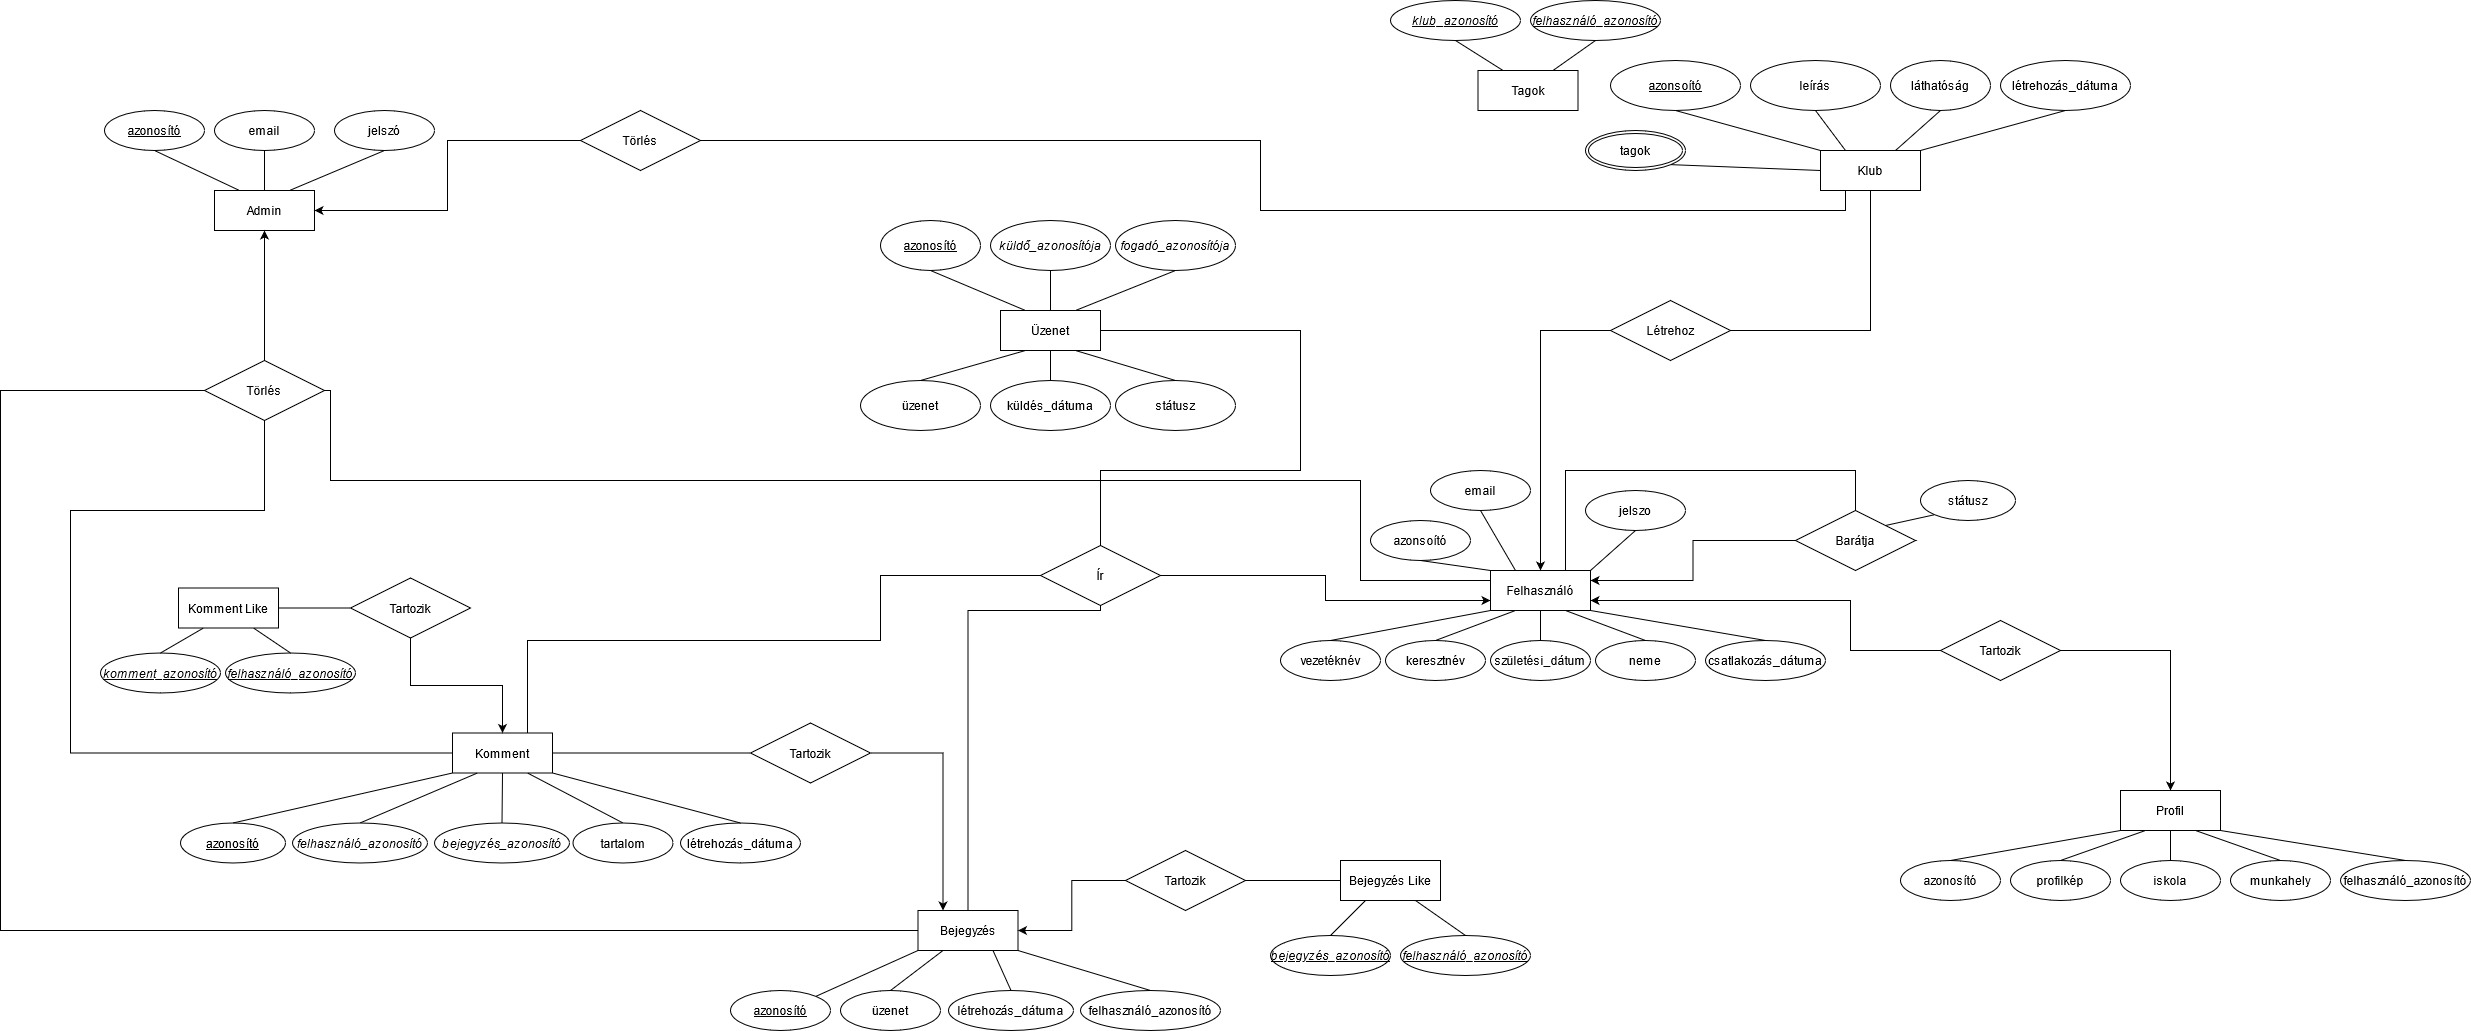 klub_azonosító
felhasználó_azonosító
Tagok
azonsoító
leírás
láthatóság
létrehozás_dátuma
tagok
Klub
azonosító
email
jelszó
Törlés
Admin
azonosító
küldő_azonosítója
fogadó_azonosítója
Üzenet
Létrehoz
üzenet
küldés_dátuma
státusz
Törlés
email
azonsoító
jelszo
státusz
Barátja
Ír
Felhasználó
Komment Like
Tartozik
komment_azonosító
felhasználó_azonosító
vezetéknév
keresztnév
születési_dátum
neme
csatlakozás_dátuma
Tartozik
Komment
Tartozik
azonosító
felhasználó_azonosító
bejegyzés_azonosító
tartalom
létrehozás_dátuma
Profil
azonosító
profilkép
iskola
munkahely
felhasználó_azonosító
Tartozik
Bejegyzés Like
bejegyzés_azonosító
felhasználó_azonosító
Bejegyzés
azonosító
üzenet
létrehozás_dátuma
felhasználó_azonosító